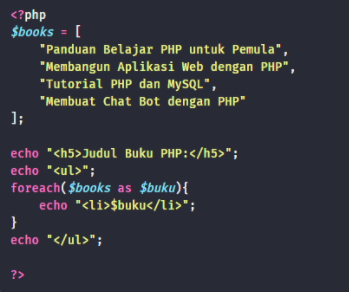 <?php
$books = [
    "Panduan Belajar PHP untuk Pemula",
    "Membangun Aplikasi Web dengan PHP",
    "Tutorial PHP dan MySQL",
    "Membuat Chat Bot dengan PHP"
];

echo "<h5>Judul Buku PHP:</h5>";
echo "<ul>";
foreach($books as $buku){
    echo "<li>$buku</li>";
}
echo "</ul>";

?>